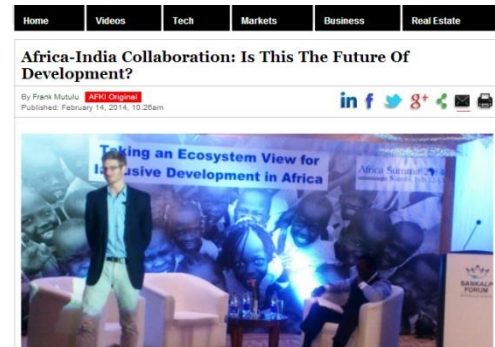 Home Videos Tech Markets Business Real Estate
Africa-India Collaboration: Is This The Future Of
Development?
By Frank Mutulu AFKI Original
Published: February 14, 2014, 10:26am
in f g+
Taking an Ecosystem View for
Inclusive Development in Africa
Africa Summit 2014
SANKALP
FORUM